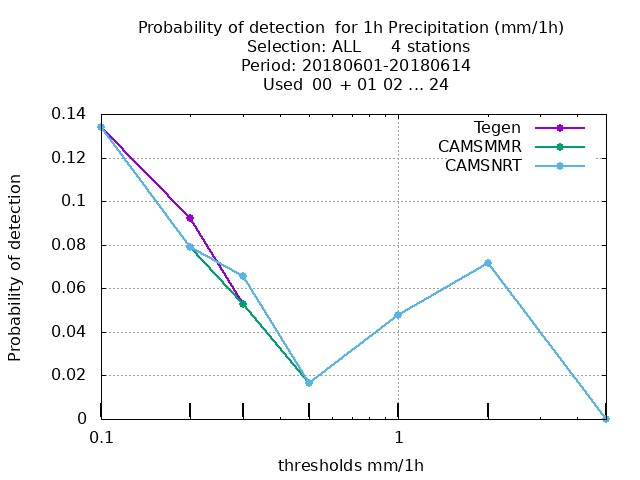 Probability of detection  for 1h Precipitation (mm/1h)
Selection: ALL      4 stations
Period: 20180601-20180614
Used  00  + 01 02 ... 24
Tegen
CAMSMMR
CAMSNRT
Probability of detection
0.14
0.12
0.1
0.08
0.06
0.04
0.02
0
0.1
1
thresholds mm/1h